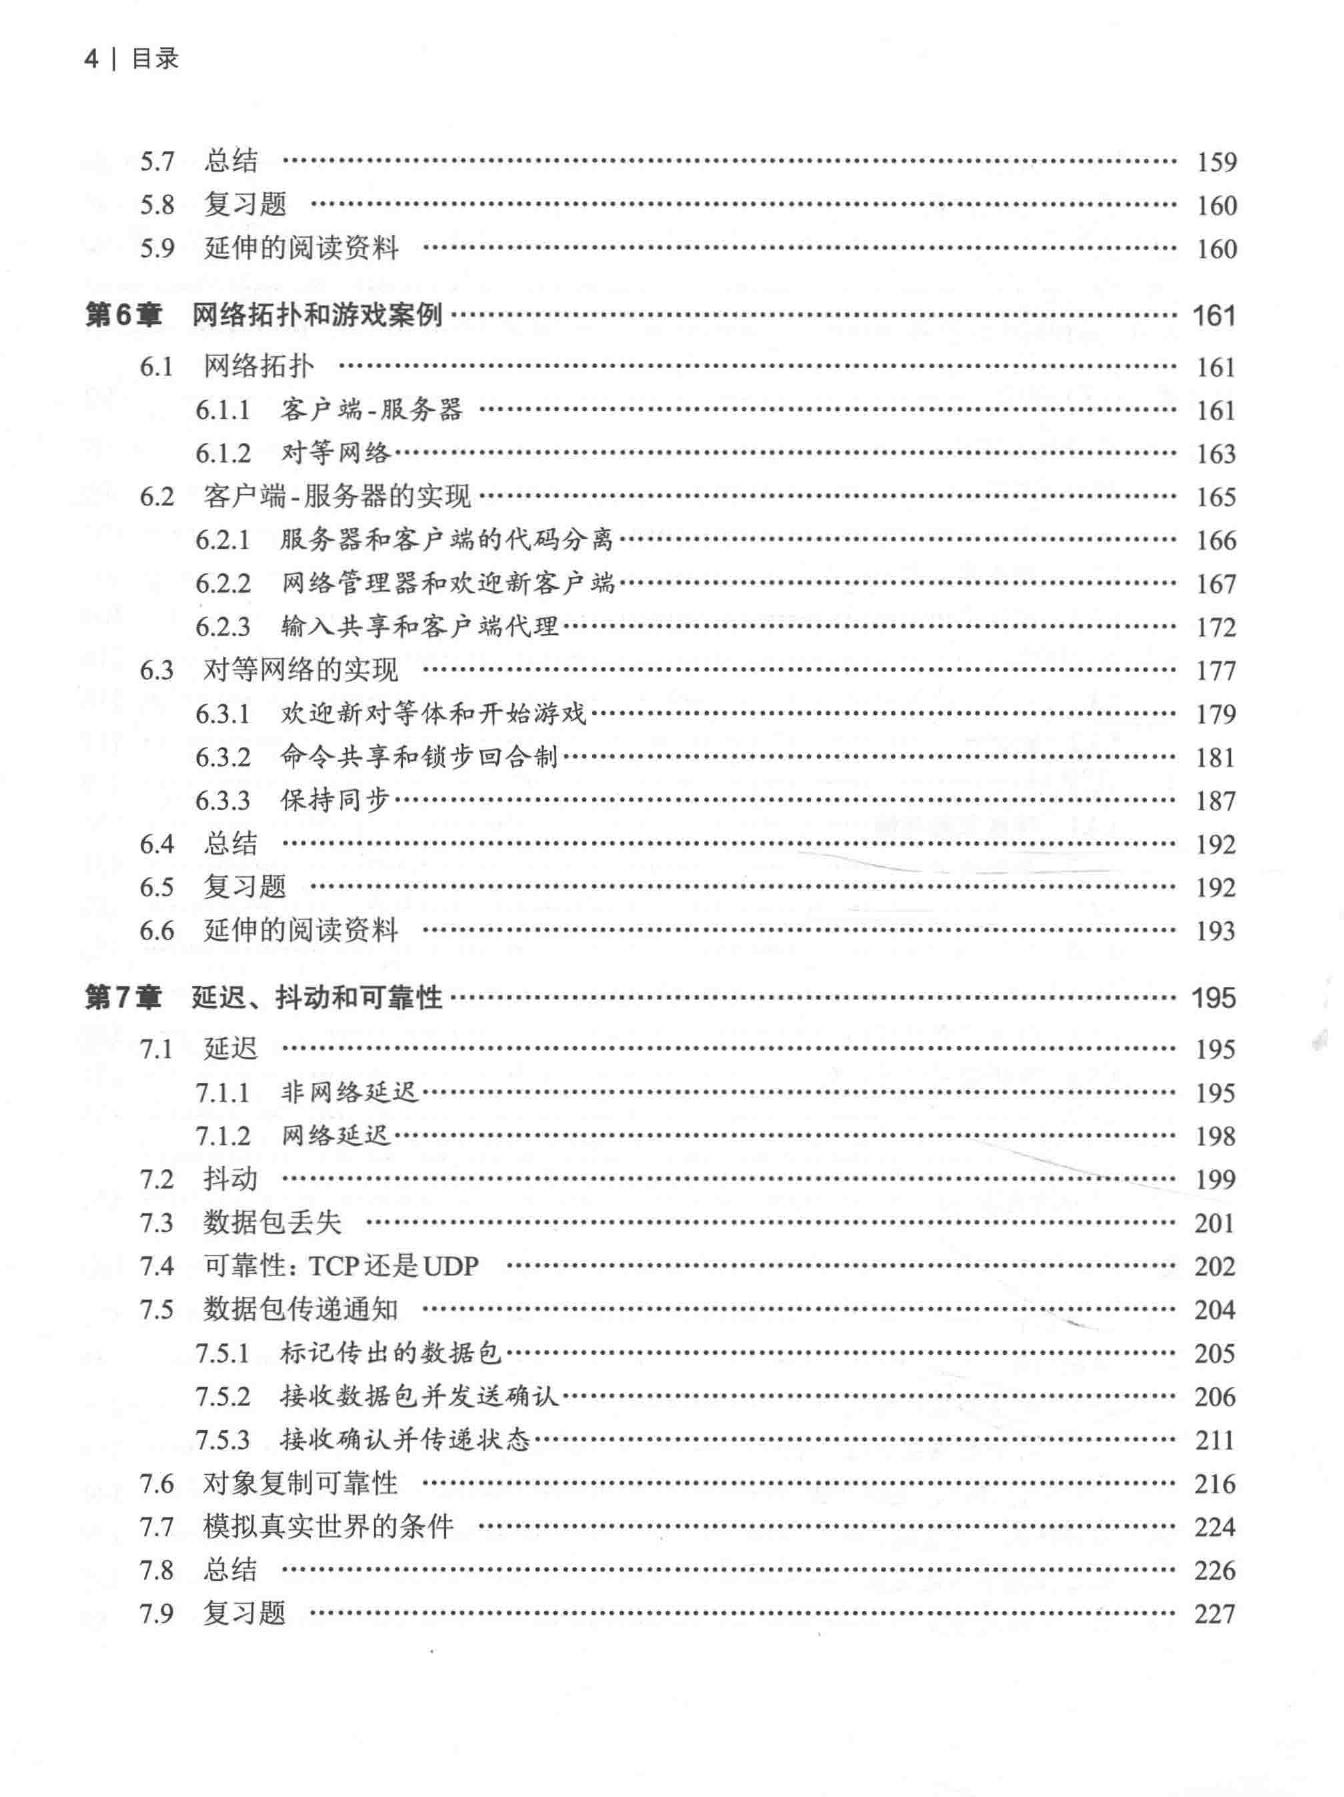 4 | 目录
5.7 总结 …… 159
5.8 复习题 …… 160
5.9 延伸的阅读资料 …… 160
第6章 网络拓扑和游戏案例 …… 161
6.1 网络拓扑 …… 161
6.1.1 客户端-服务器 …… 161
6.1.2 对等网络 …… 163
6.2 客户端-服务器的实现 …… 165
6.2.1 服务器和客户端的代码分离 …… 166
6.2.2 网络管理器和欢迎新客户端 …… 167
6.2.3 输入共享和客户端代理 …… 172
6.3 对等网络的实现 …… 177
6.3.1 欢迎新对等体和开始游戏 …… 179
6.3.2 命令共享和锁步回合制 …… 181
6.3.3 保持同步 …… 187
6.4 总结 …… 192
6.5 复习题 …… 192
6.6 延伸的阅读资料 …… 193
第7章 延迟、抖动和可靠性 …… 195
7.1 延迟 …… 195
7.1.1 非网络延迟 …… 195
7.1.2 网络延迟 …… 198
7.2 抖动 …… 199
7.3 数据包丢失 …… 201
7.4 可靠性：TCP还是UDP …… 202
7.5 数据包传递通知 …… 204
7.5.1 标记传出的数据包 …… 205
7.5.2 接收数据包并发送确认 …… 206
7.5.3 接收确认并传递状态 …… 211
7.6 对象复制可靠性 …… 216
7.7 模拟真实世界的条件 …… 224
7.8 总结 …… 226
7.9 复习题 …… 227